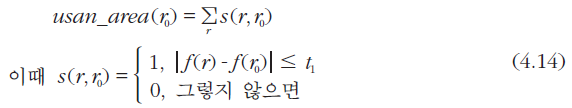 usan_area(r₀) = ∑ᵣ s(r, r₀)
이때 s(r, r₀) = { 1, |f(r) - f(r₀)| ≤ t₁ (4.14)
0, 그렇지 않으면